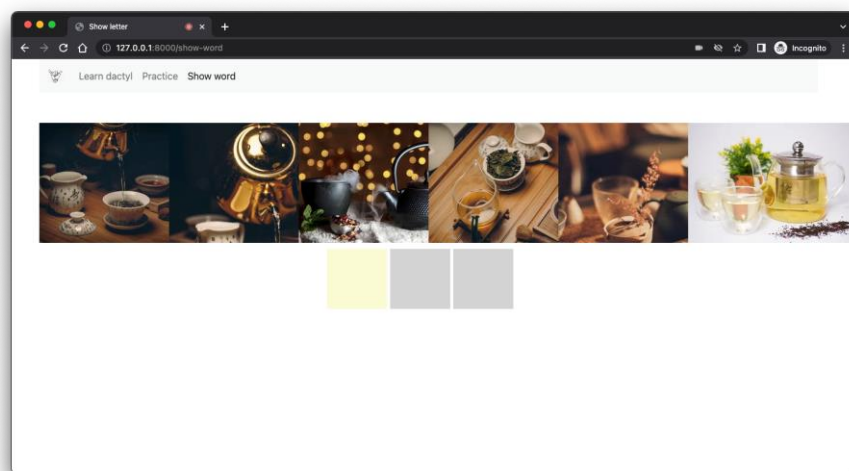 Show letter
127.0.0.1:8000/show-word
Incognito
Learn dactyl Practice Show word